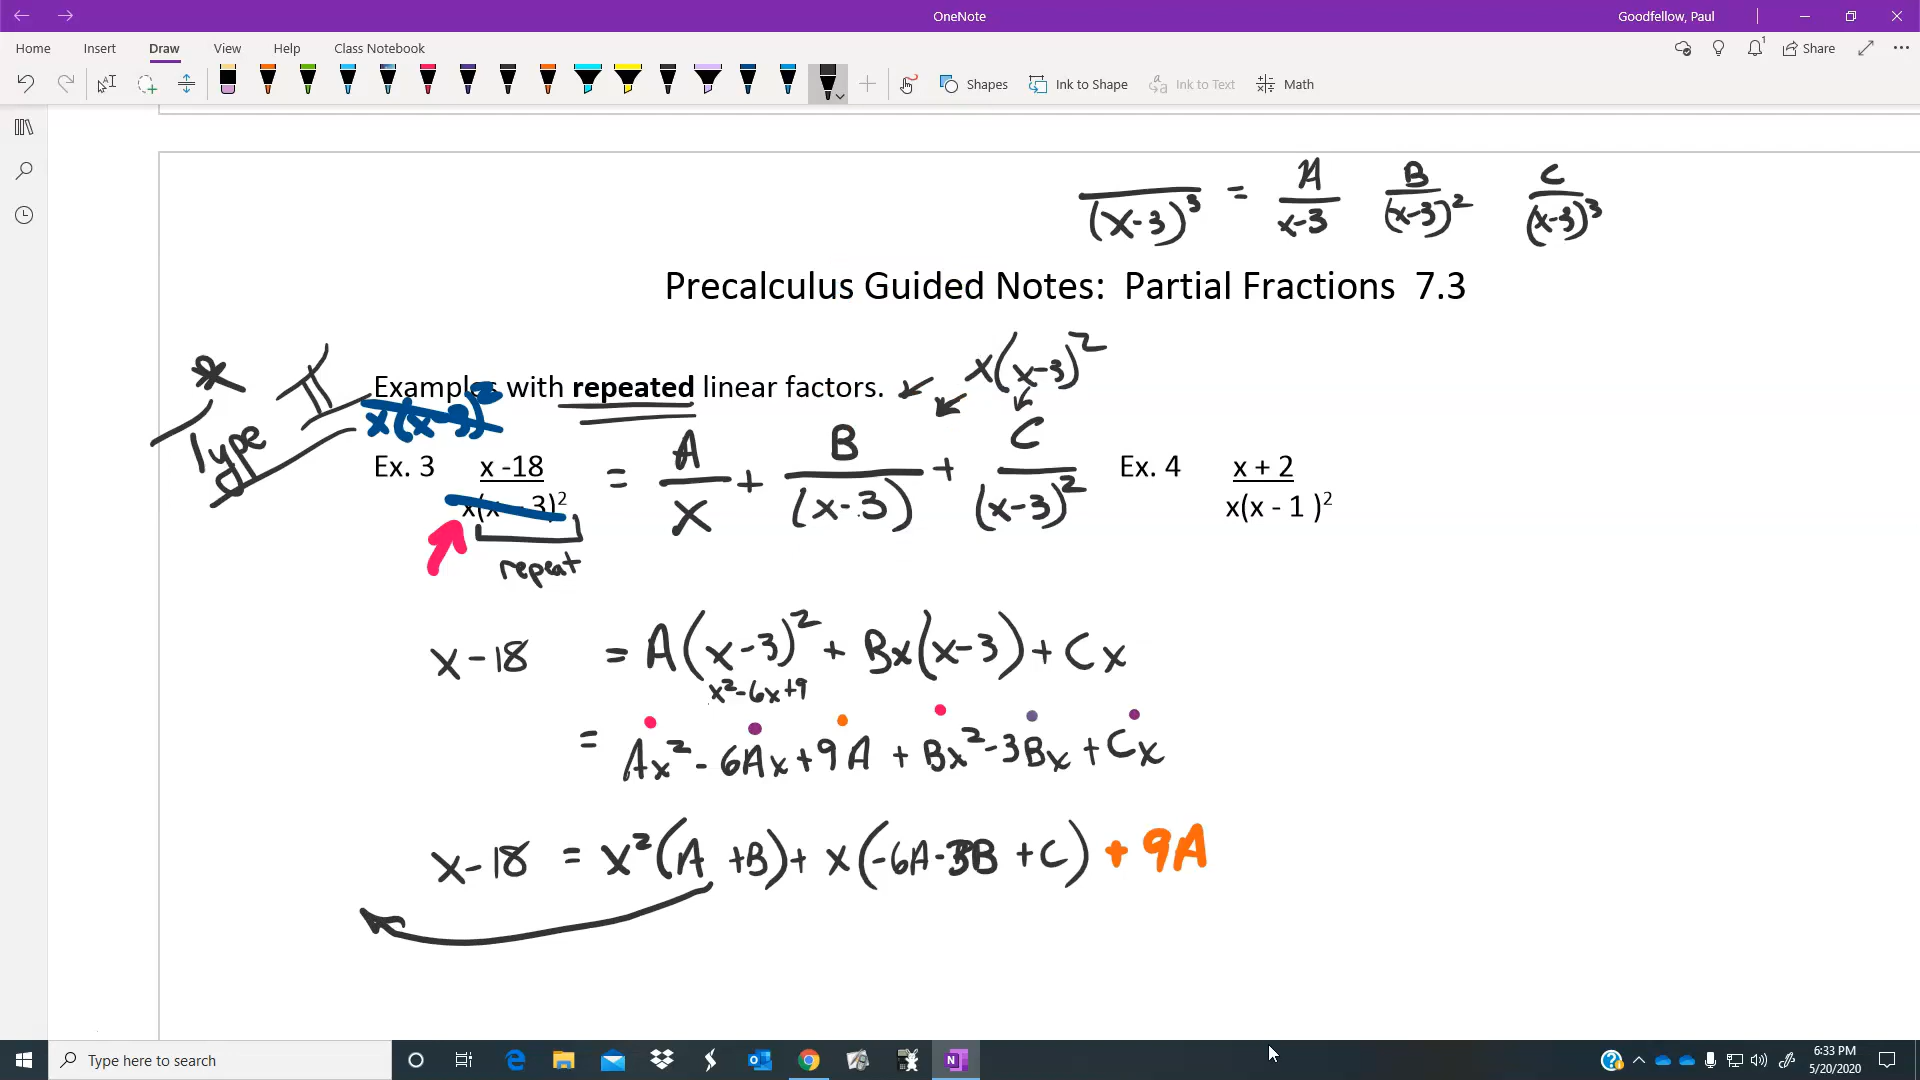 OneNote
Goodfellow, Paul
Home Insert Draw View Help Class Notebook
Share
Shapes Ink to Shape Ink to Text Math
/(x-3)³ = A/x-3 B/(x-3)² C/(x-3)³
Precalculus Guided Notes: Partial Fractions 7.3
x(x-3)²
* Type II
Examples with repeated linear factors.
x(x-3)²
Ex. 3 x -18 / x(x - 3)² = A/x + B/(x-3) + C/(x-3)²
Ex. 4 x + 2 / x(x - 1 )²
repeat
x-18 = A(x-3)² + Bx(x-3) + Cx
x²-6x+9
= Ax² - 6Ax + 9A + Bx² - 3Bx + Cx
x-18 = x²(A +B) + x(-6A-3B +C) + 9A
Type here to search
6:33 PM
5/20/2020